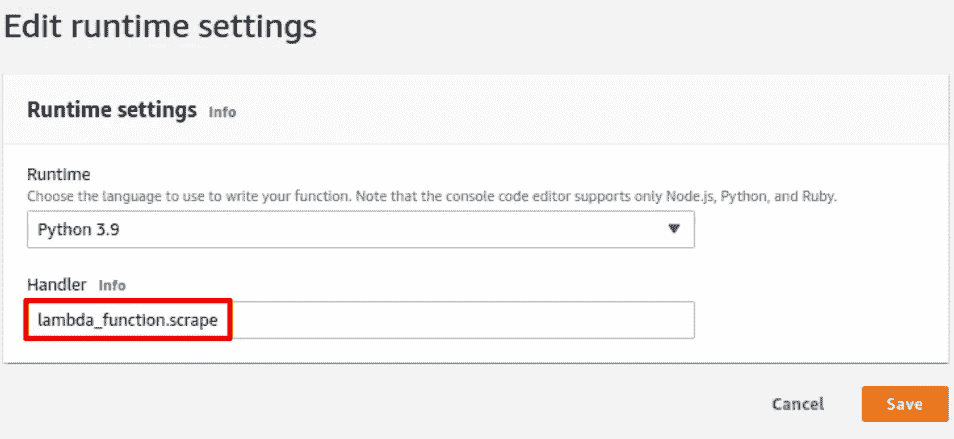 Edit runtime settings
Runtime settings Info
Runtime
Choose the language to use to write your function. Note that the console code editor supports only Node.js, Python, and Ruby.
Python 3.9
Handler Info
lambda_function.scrape
Cancel Save